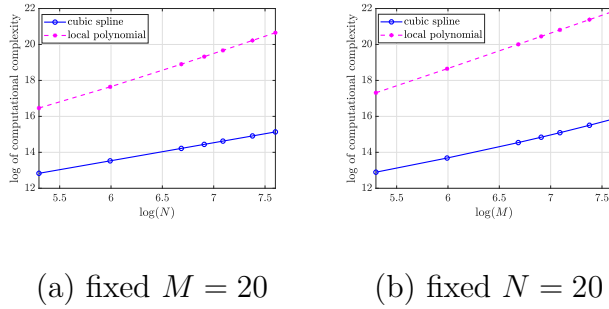 22
20
18
16
14
12
log of computational complexity
cubic spline
local polynomial
5.5 6 6.5 7 7.5
log(N)
(a) fixed M = 20
22
20
18
16
14
12
log of computational complexity
cubic spline
local polynomial
5.5 6 6.5 7 7.5
log(M)
(b) fixed N = 20